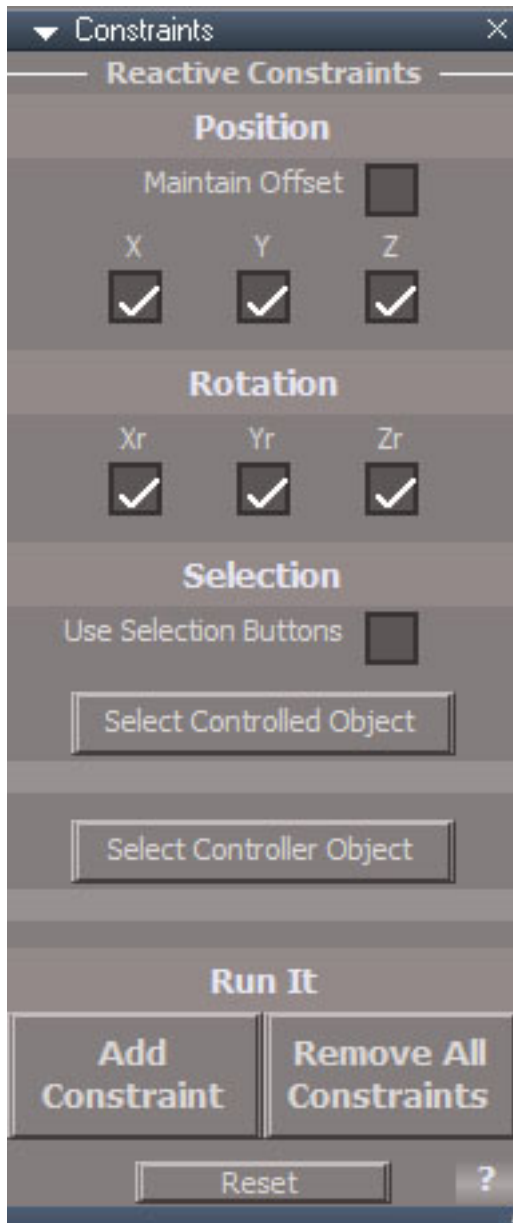 Constraints
Reactive Constraints
Position
Maintain Offset
X Y Z
Rotation
Xr Yr Zr
Selection
Use Selection Buttons
Select Controlled Object
Select Controller Object
Run It
Add Constraint
Remove All Constraints
Reset ?